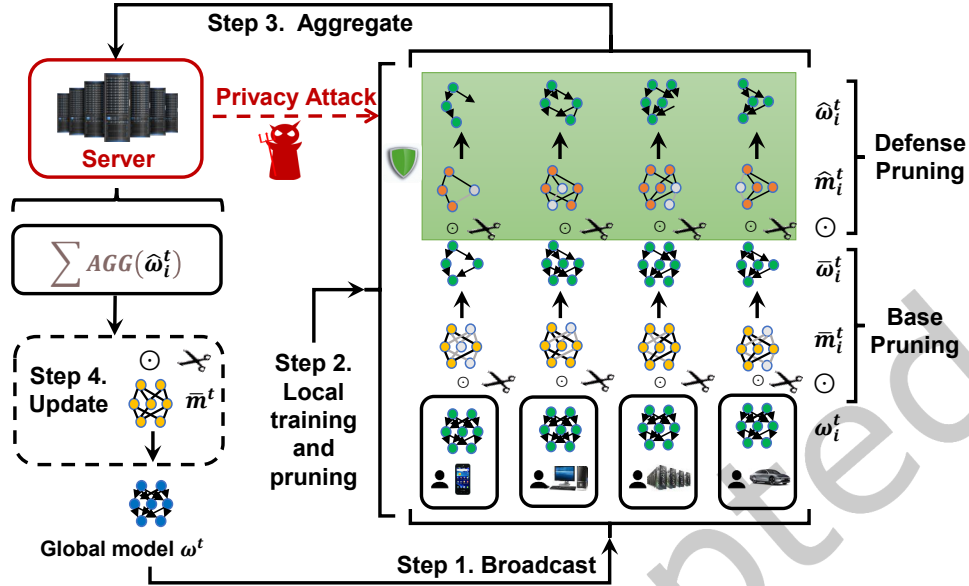 Step 3. Aggregate
Privacy Attack
Server
∑ AGG(ω̂ᵢᵗ)
Step 4.
Update
⊙
m̄ᵗ
Global model ωᵗ
Step 1. Broadcast
Step 2.
Local
training
and
pruning
ω̂ᵢᵗ
m̂ᵢᵗ
⊙
Defense
Pruning
ω̄ᵢᵗ
m̄ᵢᵗ
⊙
Base
Pruning
ωᵢᵗ
⊙ ⊙ ⊙ ⊙
⊙ ⊙ ⊙ ⊙
pted